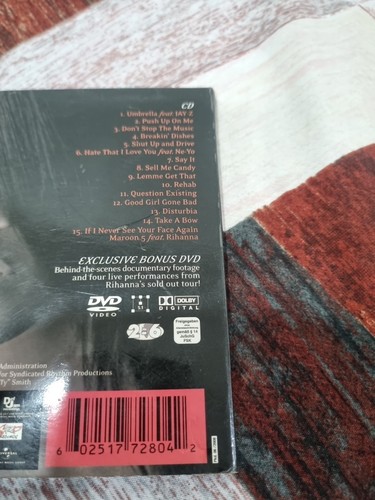 CD
1. Umbrella feat. JAY Z
2. Push Up On Me
3. Don't Stop The Music
4. Breakin' Dishes
5. Shut Up and Drive
6. Hate That I Love You feat. Ne-Yo
7. Say It
8. Sell Me Candy
9. Lemme Get That
10. Rehab
11. Question Existing
12. Good Girl Gone Bad
13. Disturbia
14. Take A Bow
15. If I Never See Your Face Again
Maroon 5 feat. Rihanna
EXCLUSIVE BONUS DVD
Behind-the-scenes documentary footage
and four live performances from
Rihanna's sold out tour!
DVD
VIDEO
DOLBY
DIGITAL
Administration
for Syndicated Rhythm Productions
Ty" Smith
6 02517 72804 2